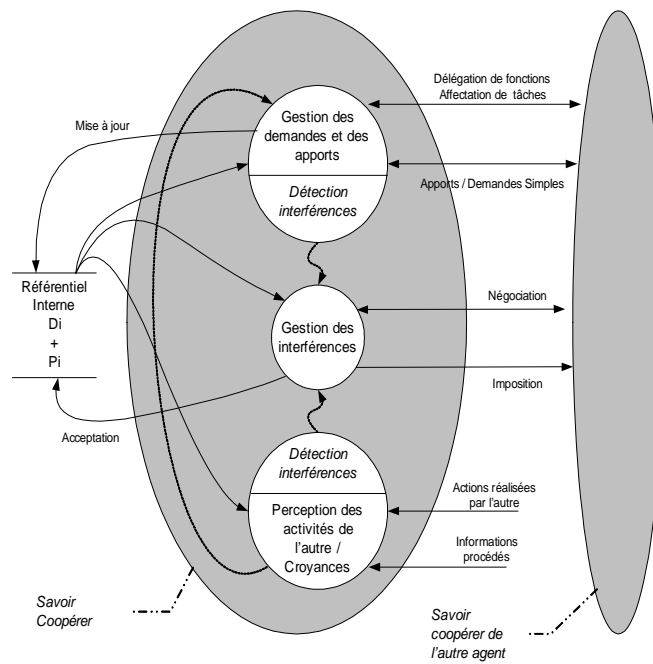 Délégation de fonctions
Affectation de tâches
Gestion des
demandes et des
apports
Mise à jour
Détection
interférences
Apports / Demandes Simples
Référentiel
Interne
Di
+
Pi
Négociation
Gestion des
interférences
Imposition
Acceptation
Détection
interférences
Actions réalisées
par l'autre
Perception des
activités de
l'autre /
Croyances
Informations
procédés
Savoir
Coopérer
Savoir
coopérer de
l'autre agent